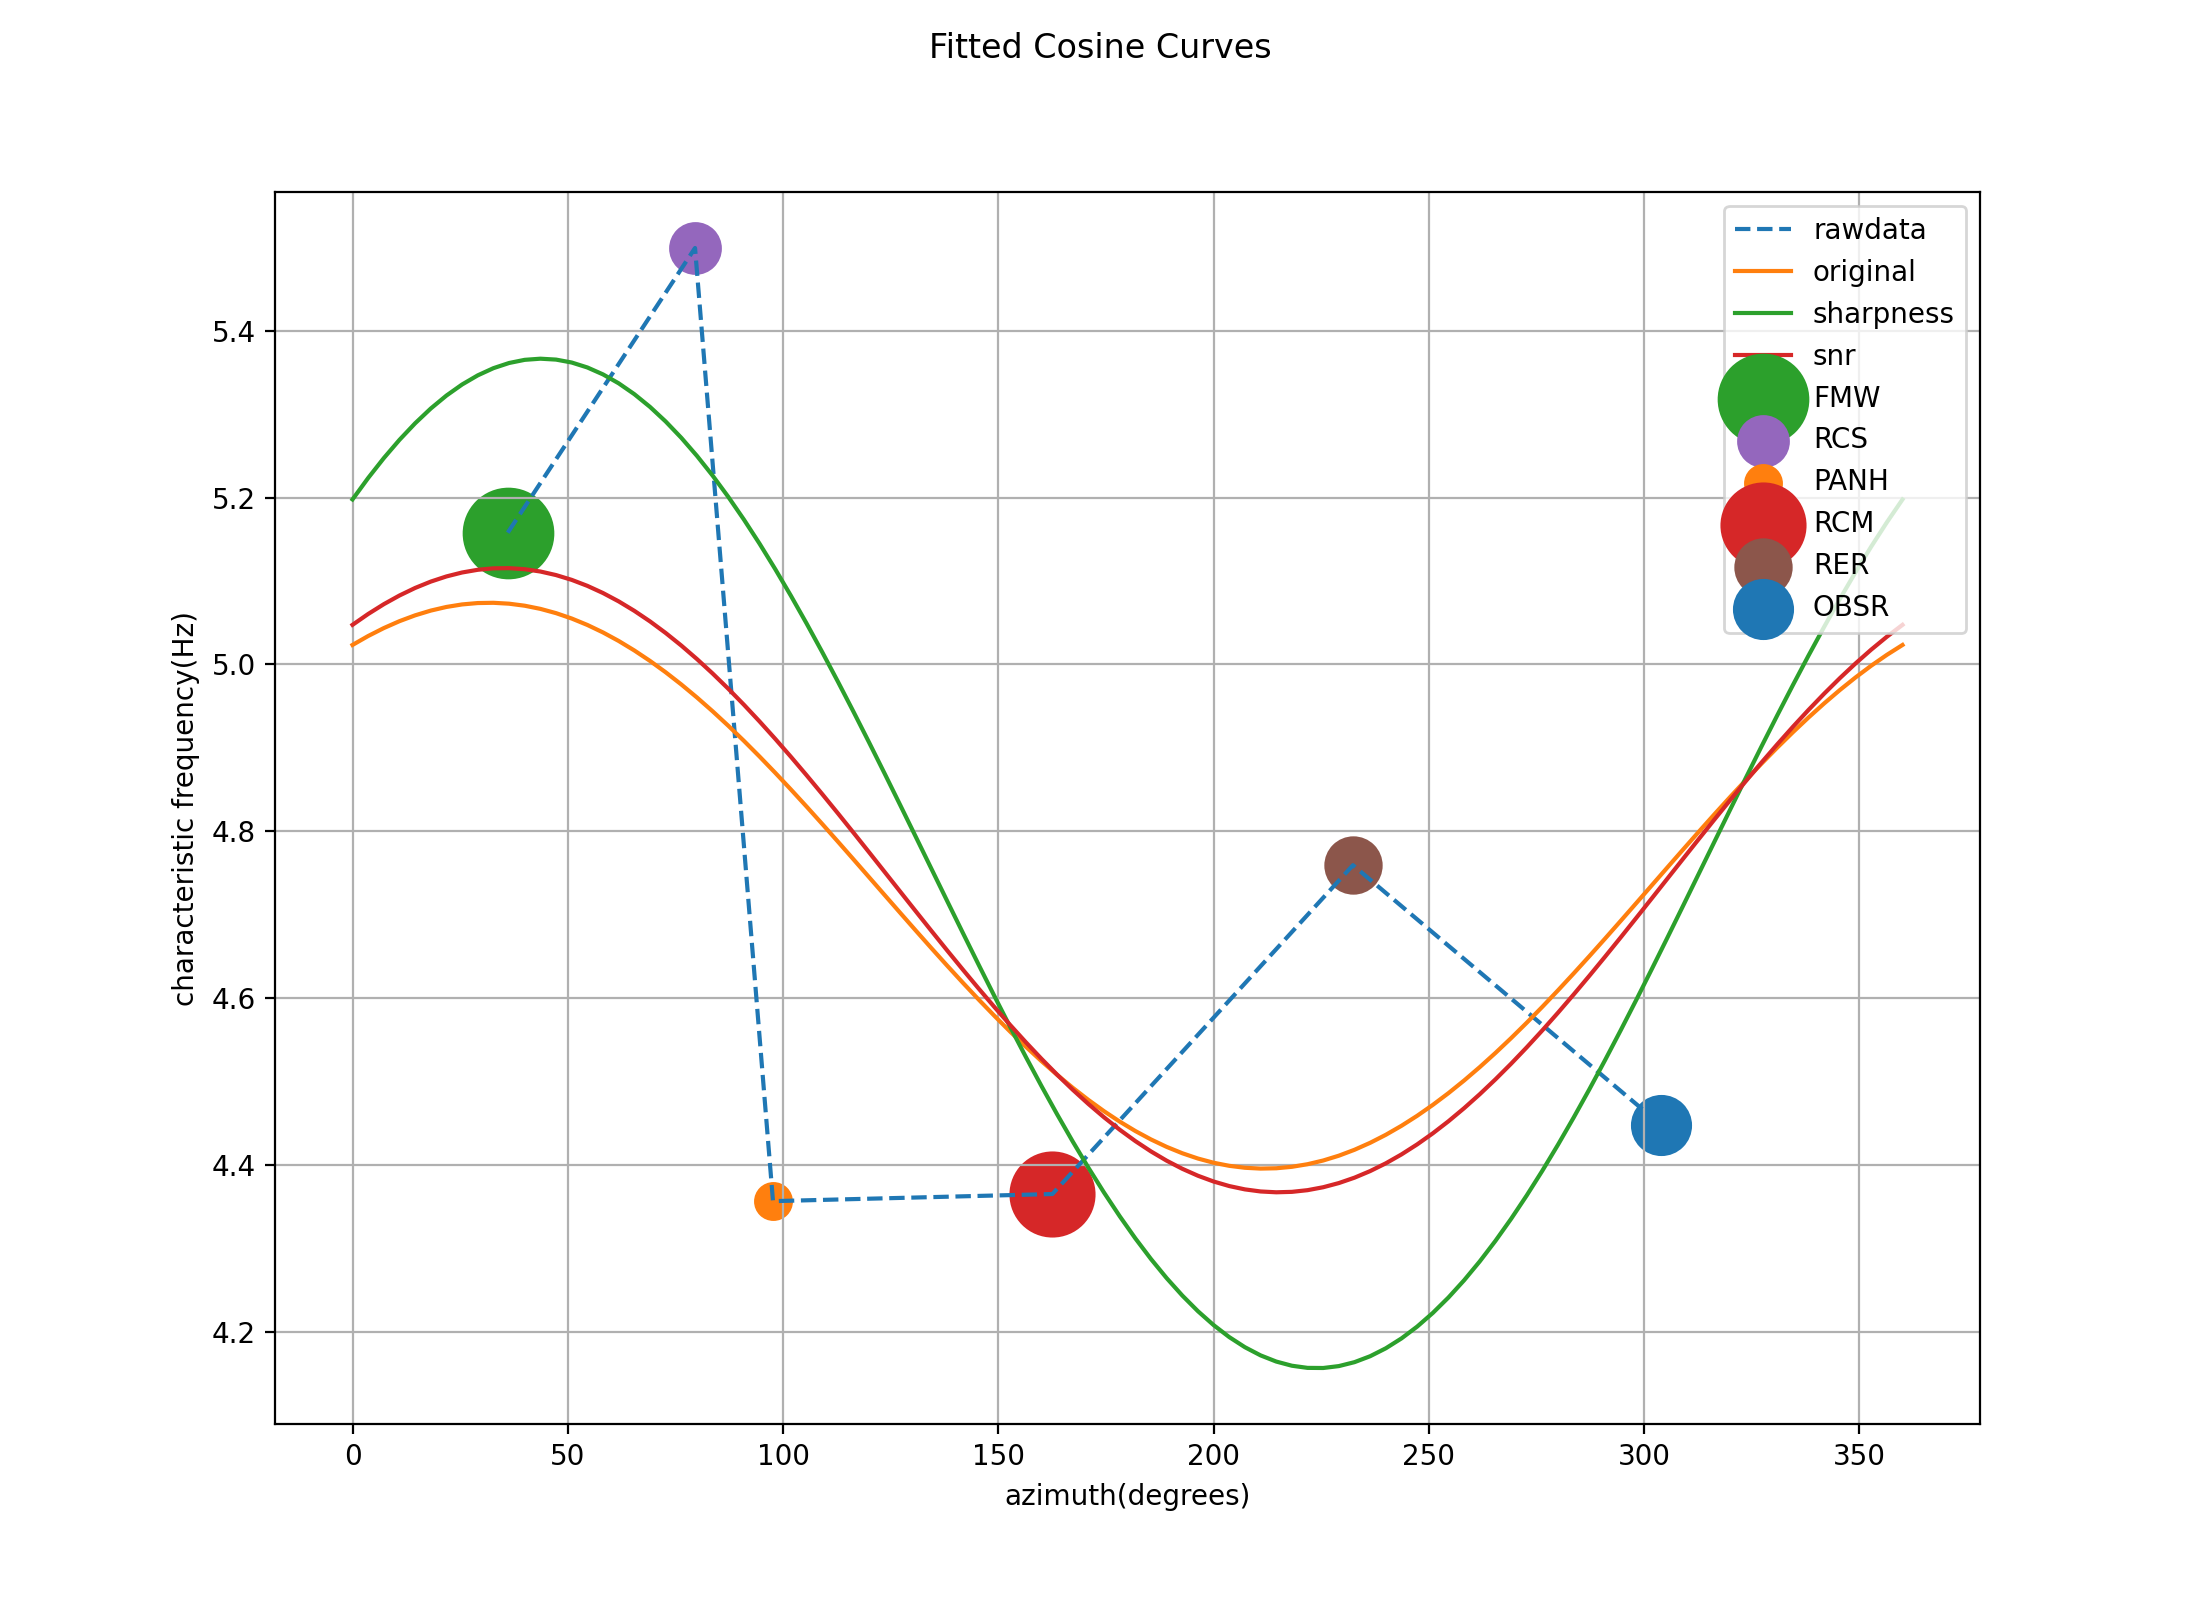 Fitted Cosine Curves
characteristic frequency(Hz)
5.4
5.2
5.0
4.8
4.6
4.4
4.2
rawdata
original
sharpness
snr
FMW
RCS
PANH
RCM
RER
OBSR
0 50 100 150 200 250 300 350
azimuth(degrees)